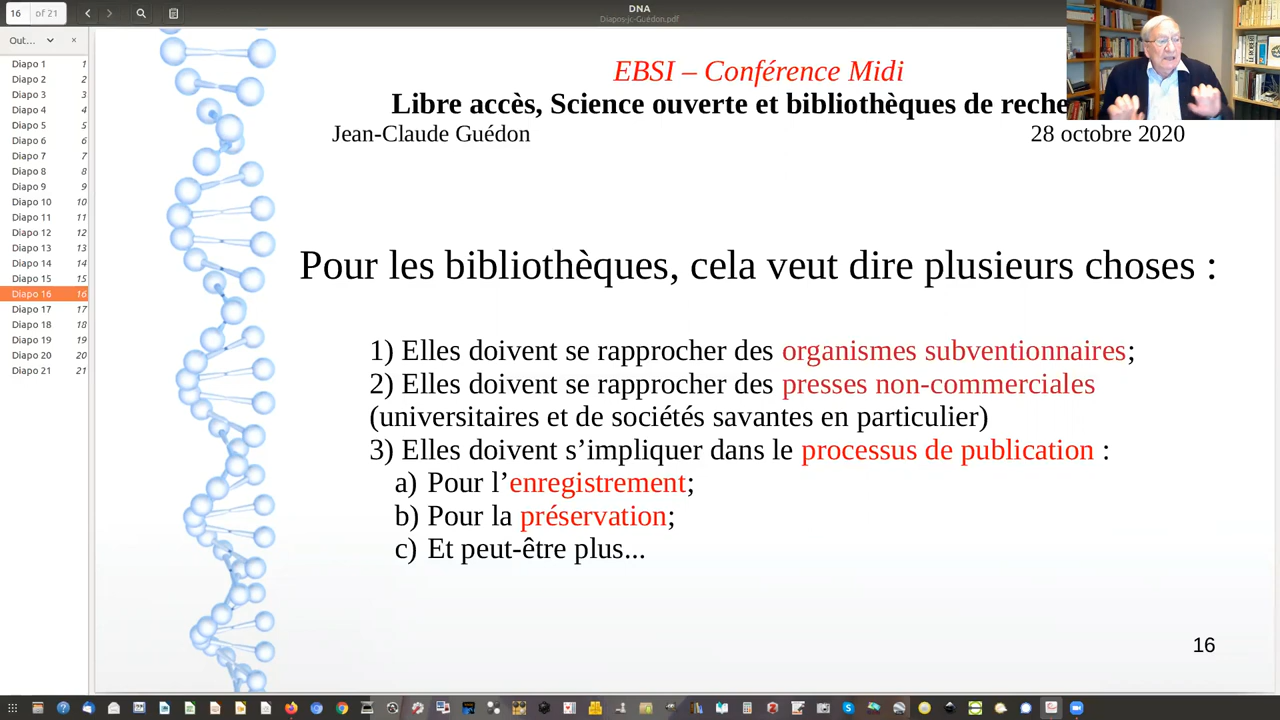 16 of 21
DNA
Diapos-jc-Guédon.pdf
Out...
Diapo 1 1
Diapo 2 2
Diapo 3 3
Diapo 4 4
Diapo 5 5
Diapo 6 6
Diapo 7 7
Diapo 8 8
Diapo 9 9
Diapo 10 10
Diapo 11 11
Diapo 12 12
Diapo 13 13
Diapo 14 14
Diapo 15 15
Diapo 16 16
Diapo 17 17
Diapo 18 18
Diapo 19 19
Diapo 20 20
Diapo 21 21
EBSI – Conférence Midi
Libre accès, Science ouverte et bibliothèques de reche
Jean-Claude Guédon 28 octobre 2020
Pour les bibliothèques, cela veut dire plusieurs choses :
1) Elles doivent se rapprocher des organismes subventionnaires;
2) Elles doivent se rapprocher des presses non-commerciales
(universitaires et de sociétés savantes en particulier)
3) Elles doivent s’impliquer dans le processus de publication :
a) Pour l’enregistrement;
b) Pour la préservation;
c) Et peut-être plus...
16